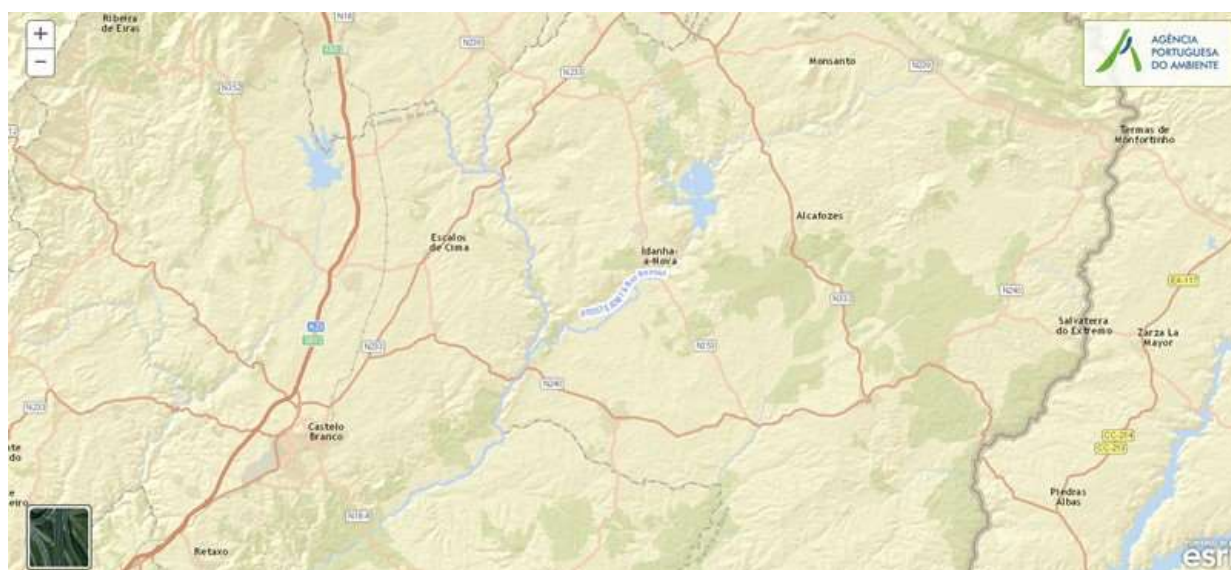 Ribeira
de Eiras
N18
+
−
N239
N233
Monsanto
N239
AGÊNCIA
PORTUGUESA
DO AMBIENTE
N352
Termas de
Monfortinho
Alcafozes
Escalos
de Cima
Idanha-
a-Nova
EX-117
N332
N240
A23
Salvaterra
do Extremo
Zarza La
Mayor
N233
N353
N240
N233
Castelo
Branco
CC-214
Piedras
Albas
N18-4
Retaxo
esri